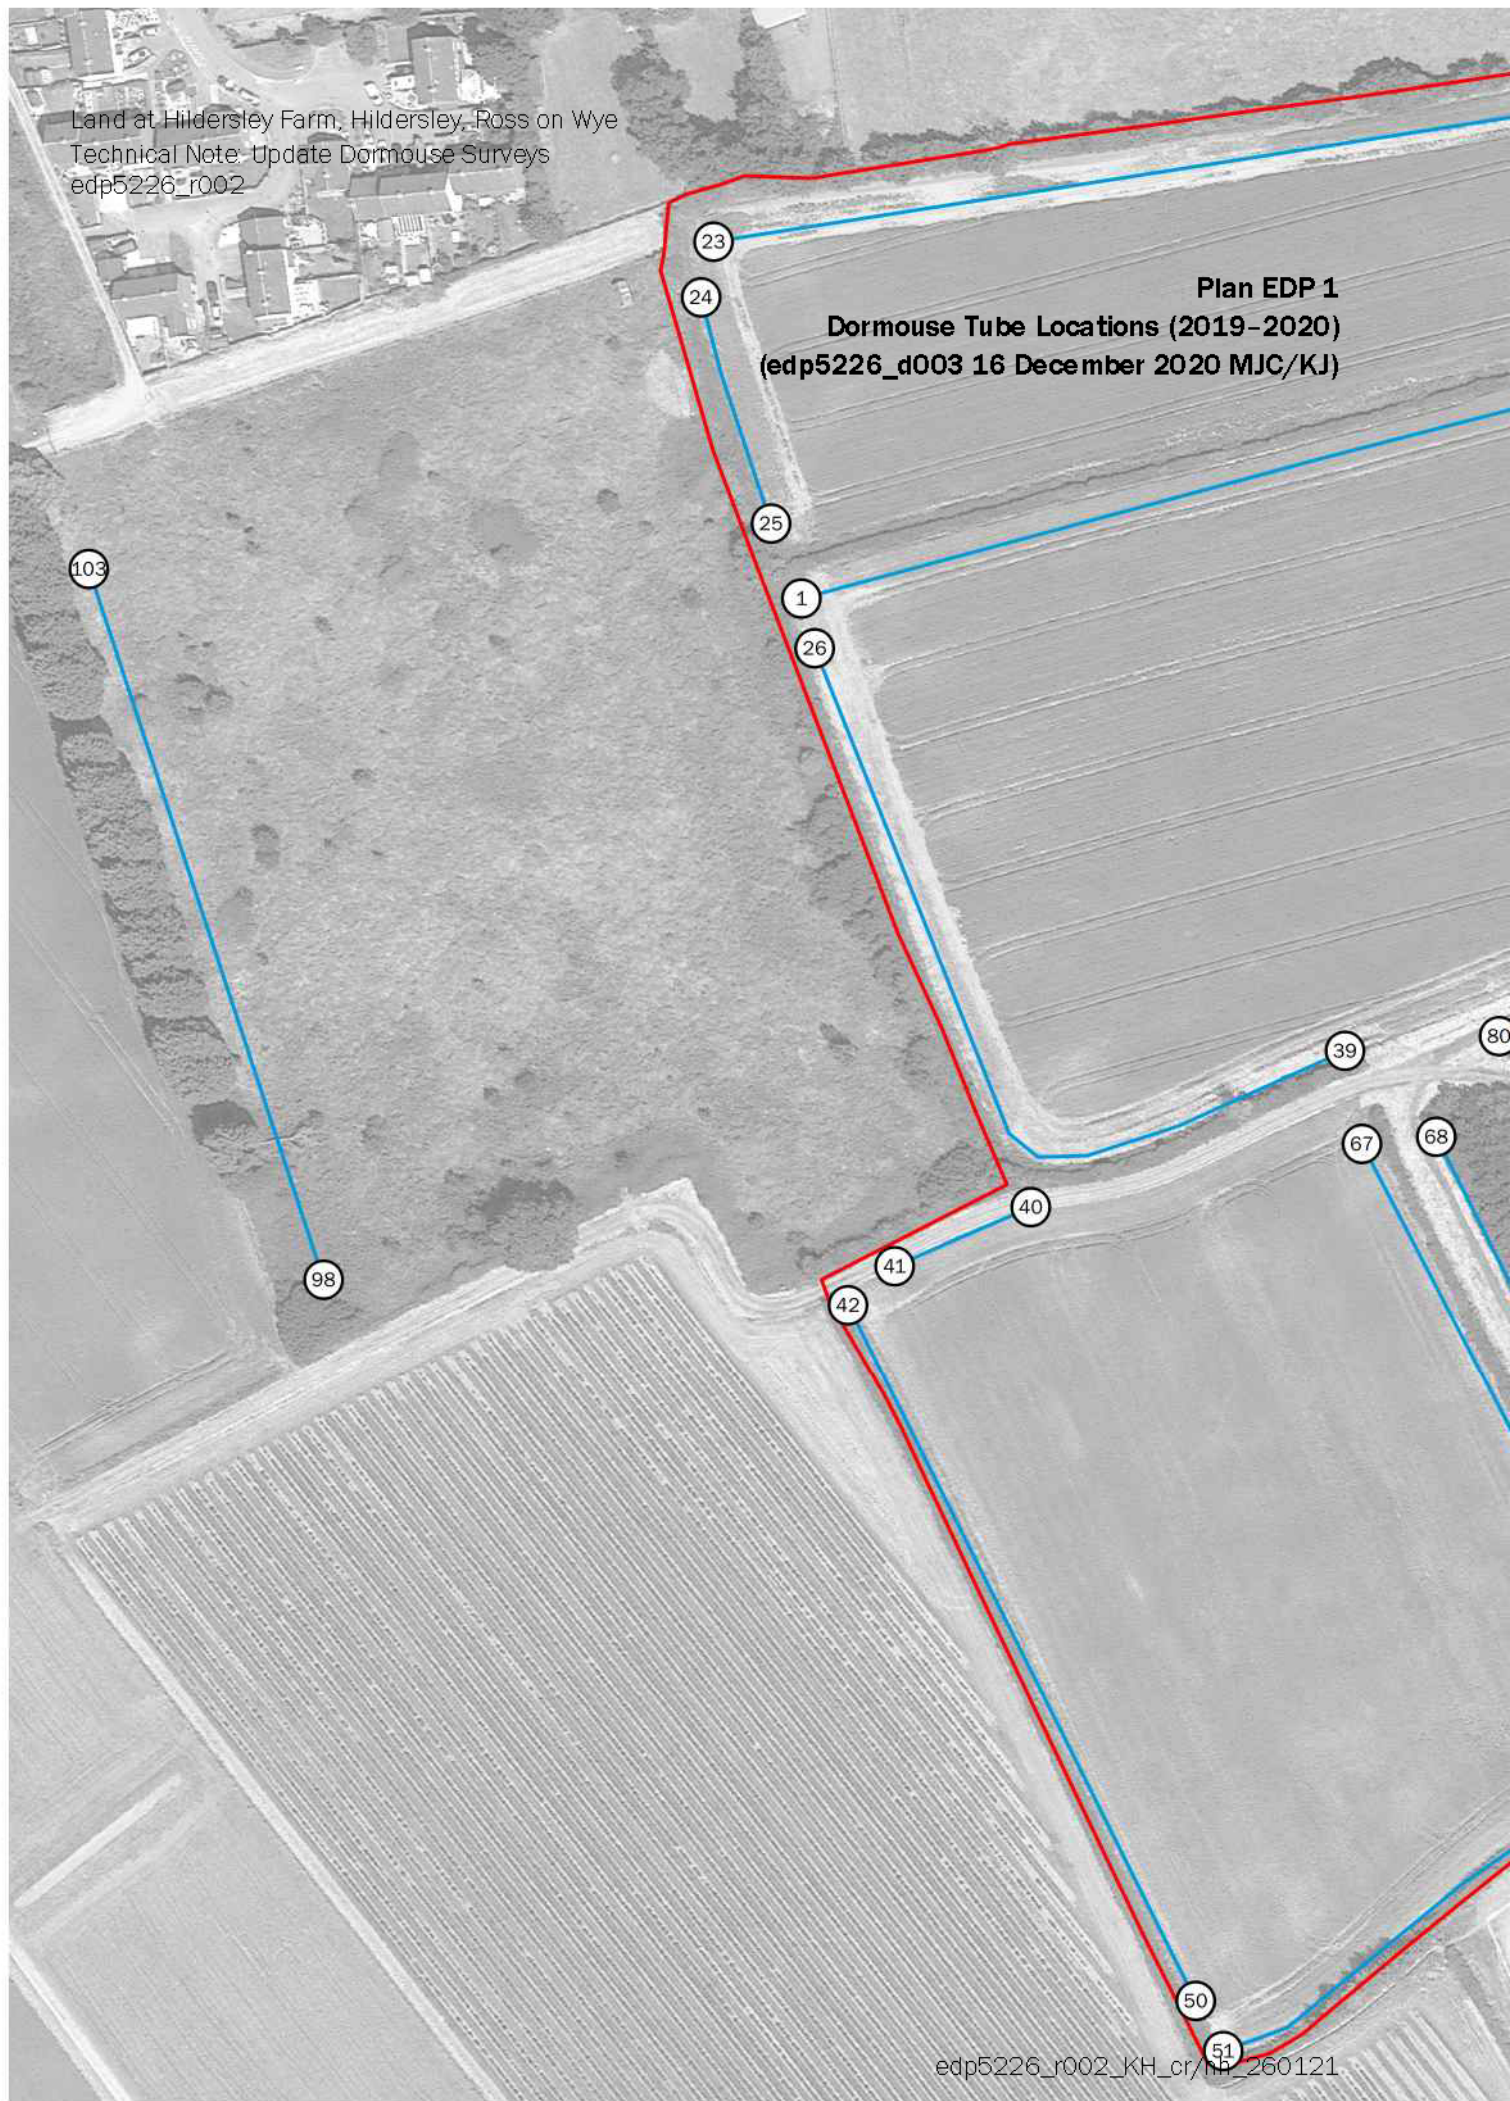 Land at Hildersley Farm, Hildersley, Ross on Wye
Technical Note: Update Dormouse Surveys
edp5226_r002
23
24
Plan EDP 1
Dormouse Tube Locations (2019-2020)
(edp5226_d003 16 December 2020 MJC/KJ)
25
103
1
26
39
80
67
68
40
41
98
42
50
51
edp5226_r002_KH_cr/nh_260121